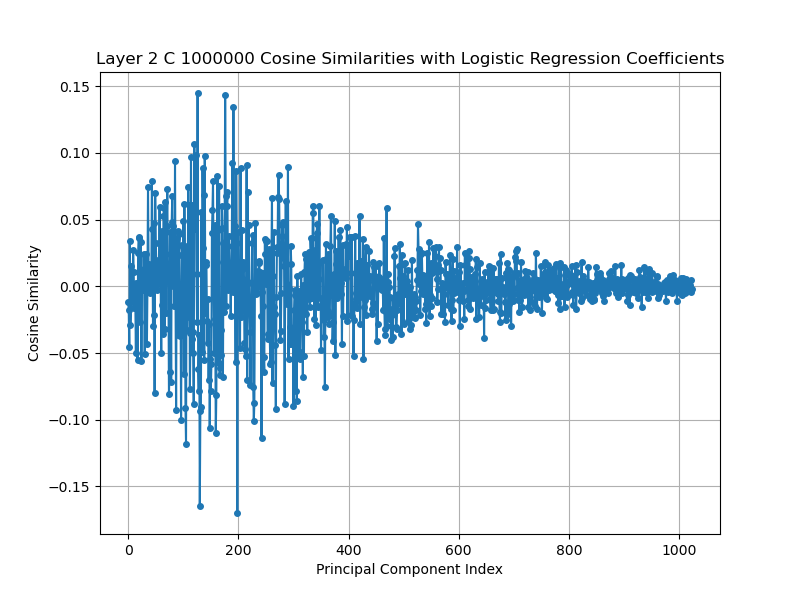 Layer 2 C 1000000 Cosine Similarities with Logistic Regression Coefficients
0.15
0.10
0.05
0.00
−0.05
−0.10
−0.15
Cosine Similarity
0 200 400 600 800 1000
Principal Component Index